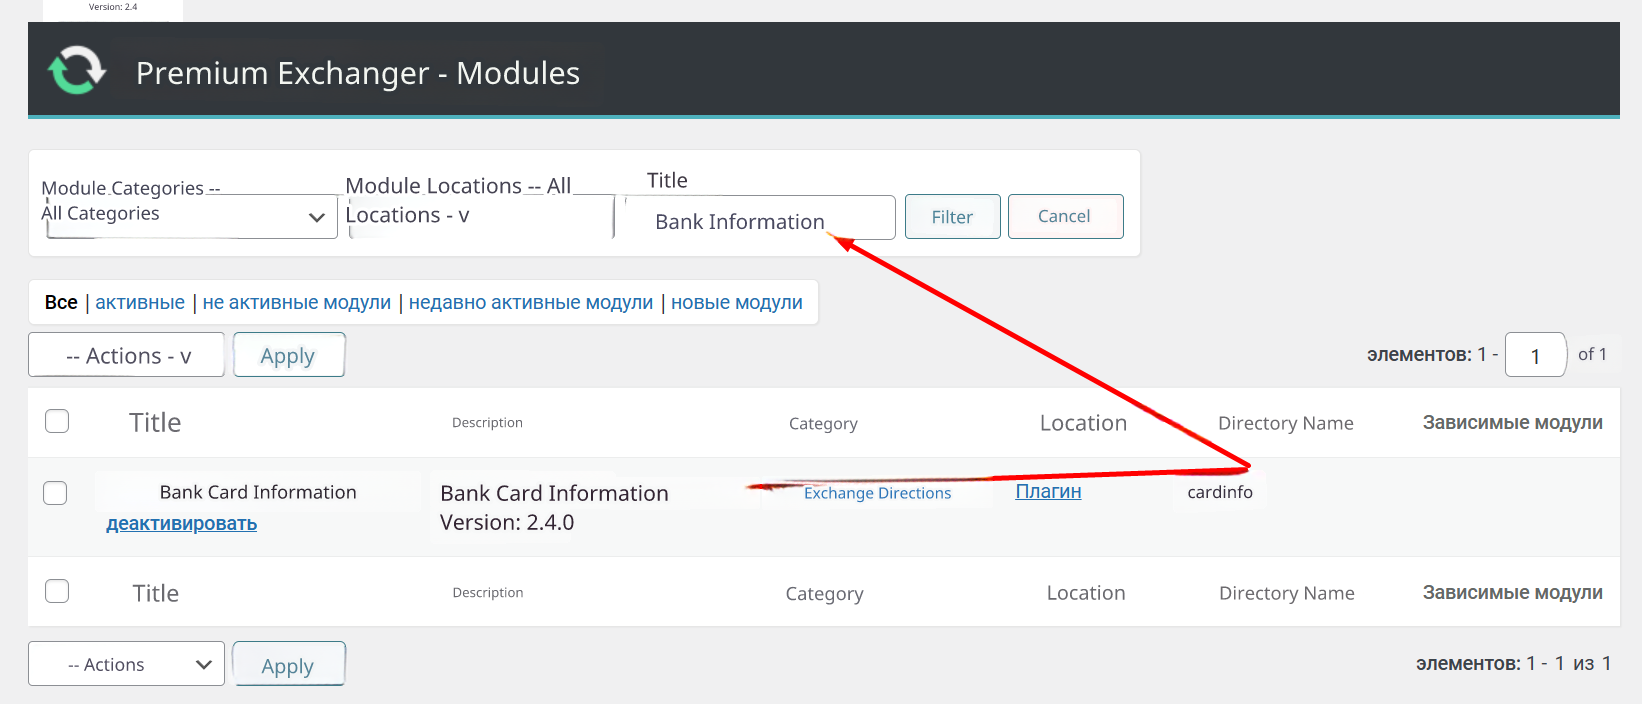 Version: 2.4
Premium Exchanger - Modules
Module Categories --
All Categories
Module Locations -- All
Locations - v
Title
Bank Information
Filter
Cancel
Все | активные | не активные модули | недавно активные модули | новые модули
-- Actions - v
Apply
элементов: 1 - 1 of 1
Title Description Category Location Directory Name Зависимые модули
Bank Card Information
деактивировать
Bank Card Information
Version: 2.4.0
Exchange Directions
Плагин
cardinfo
Title Description Category Location Directory Name Зависимые модули
-- Actions
Apply
элементов: 1 - 1 из 1